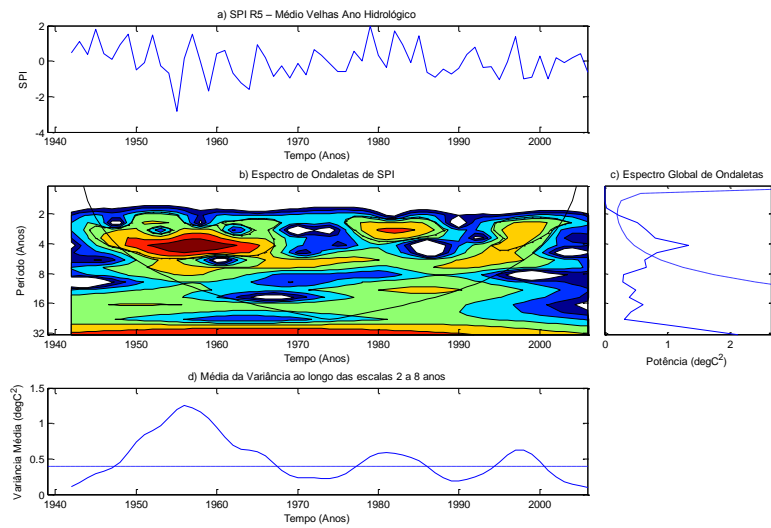 a) SPI R5 – Médio Velhas Ano Hidrológico
2
0
-2
-4
SPI
1940 1950 1960 1970 1980 1990 2000
Tempo (Anos)
b) Espectro de Ondaletas de SPI
2
4
8
16
32
Período (Anos)
1940 1950 1960 1970 1980 1990 2000
Tempo (Anos)
c) Espectro Global de Ondaletas
0 1 2
Potência (degC²)
d) Média da Variância ao longo das escalas 2 a 8 anos
1.5
1
0.5
0
Variância Média (degC²)
1940 1950 1960 1970 1980 1990 2000
Tempo (Anos)